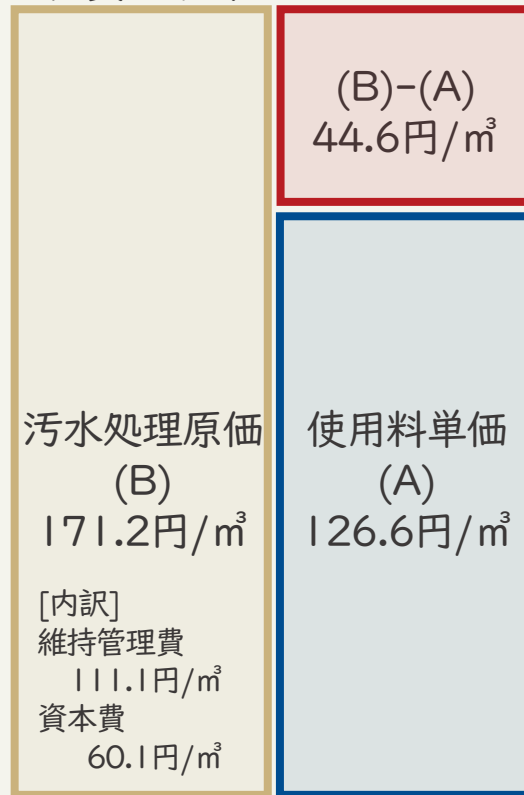 (B)-(A)
44.6円/㎥
汚水処理原価
(B)
171.2円/㎥
[内訳]
維持管理費
111.1円/㎥
資本費
60.1円/㎥
使用料単価
(A)
126.6円/㎥